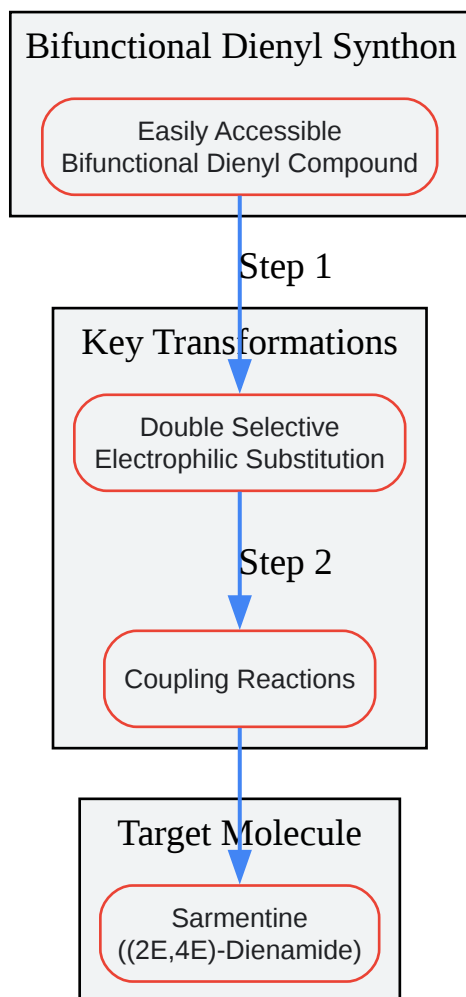 Bifunctional Dienyl Synthon
Easily Accessible
Bifunctional Dienyl Compound
Step 1
Key Transformations
Double Selective
Electrophilic Substitution
Step 2
Coupling Reactions
Target Molecule
Sarmentine
((2E,4E)-Dienamide)